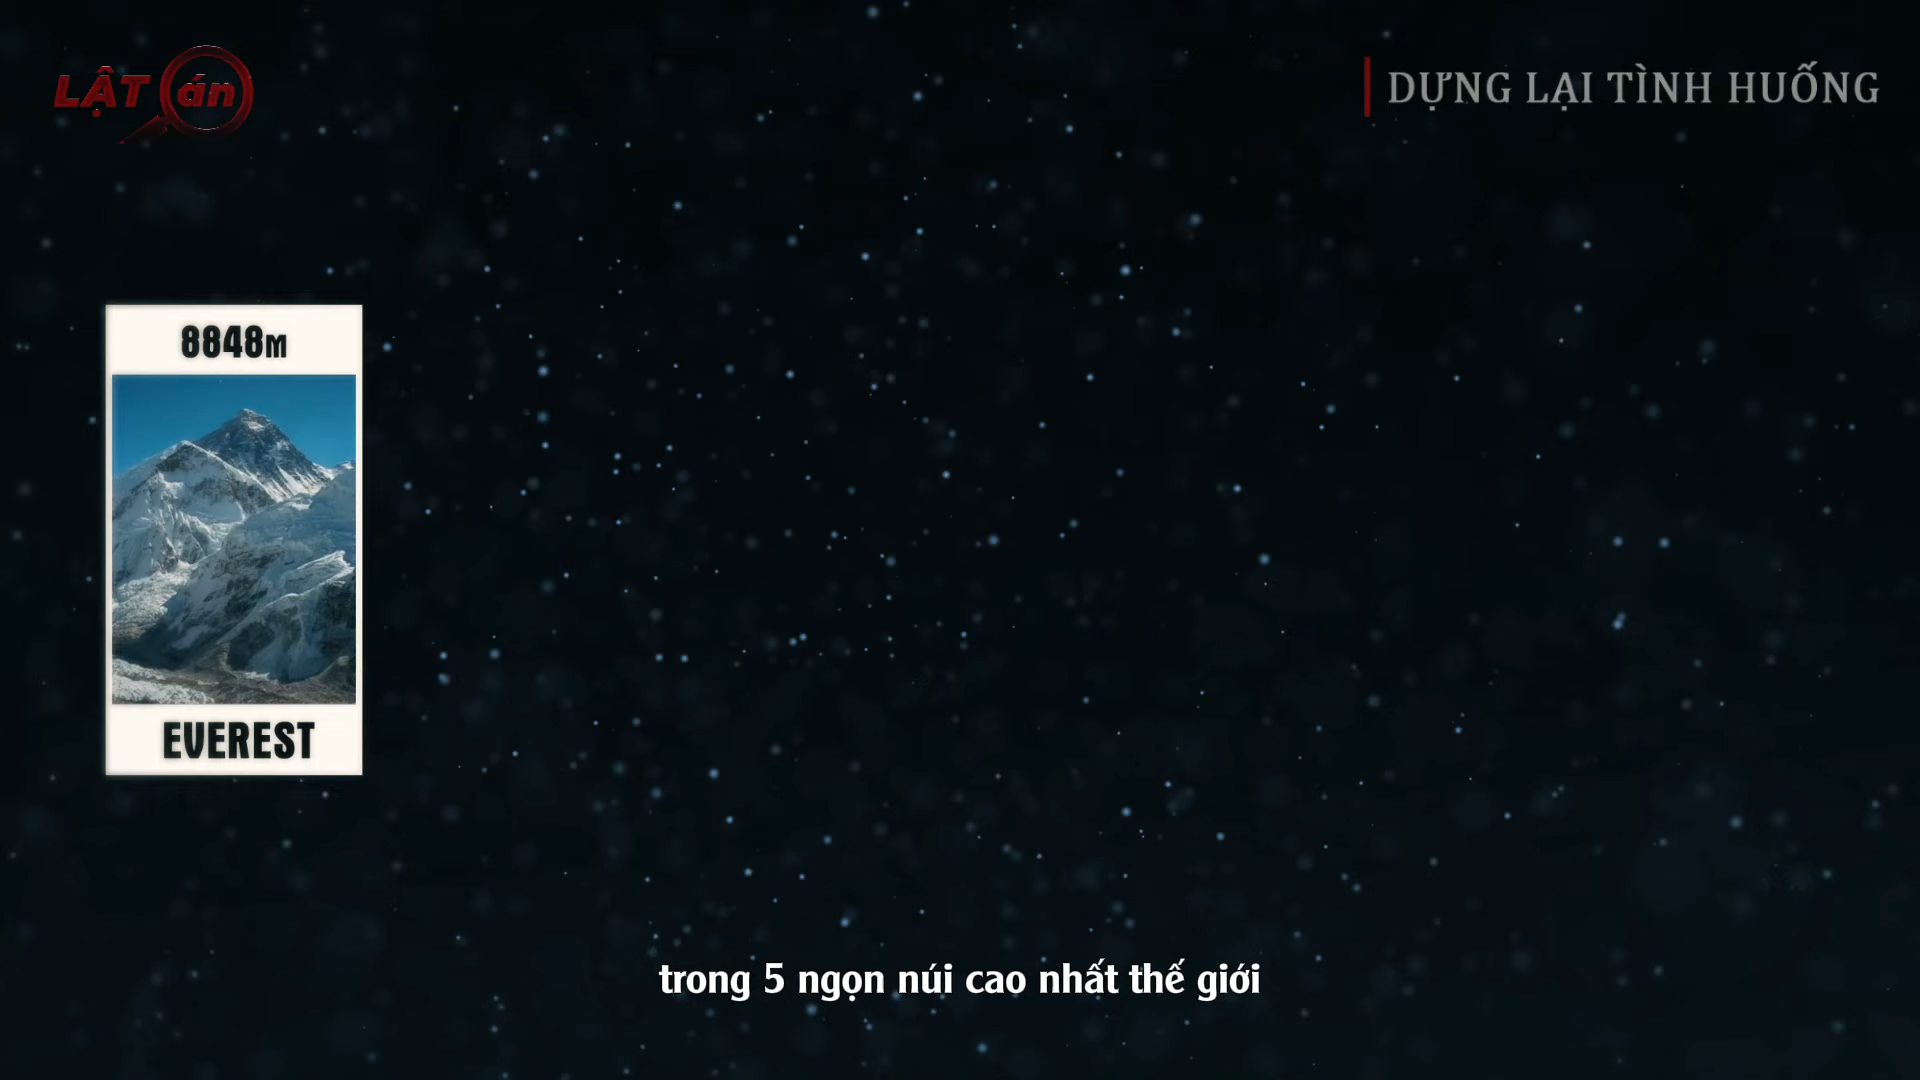 LẬT án
DỰNG LẠI TÌNH HUỐNG
8848M
EVEREST
trong 5 ngọn núi cao nhất thế giới